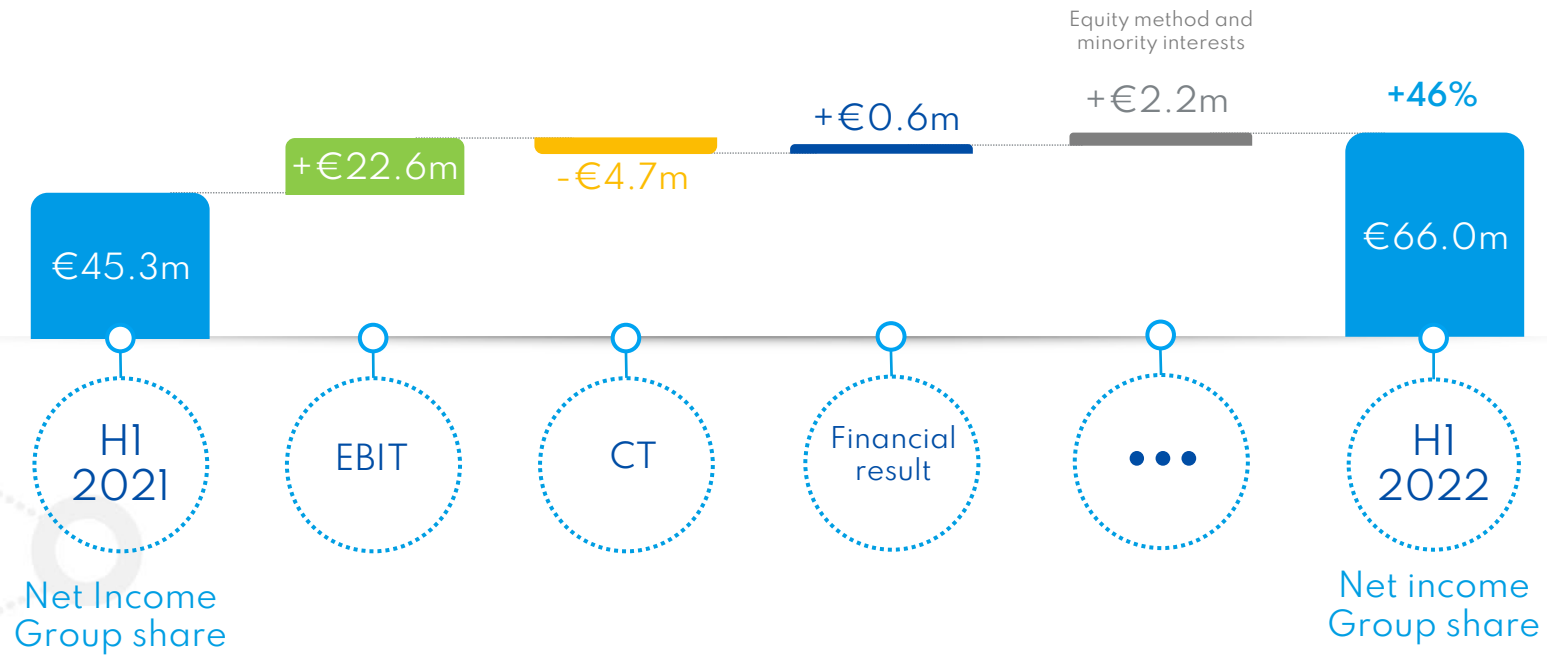 Equity method and
minority interests
+€2.2m
+46%
+€0.6m
+€22.6m
-€4.7m
€45.3m
€66.0m
H1
2021
EBIT
CT
Financial
result
•••
H1
2022
Net Income
Group share
Net income
Group share